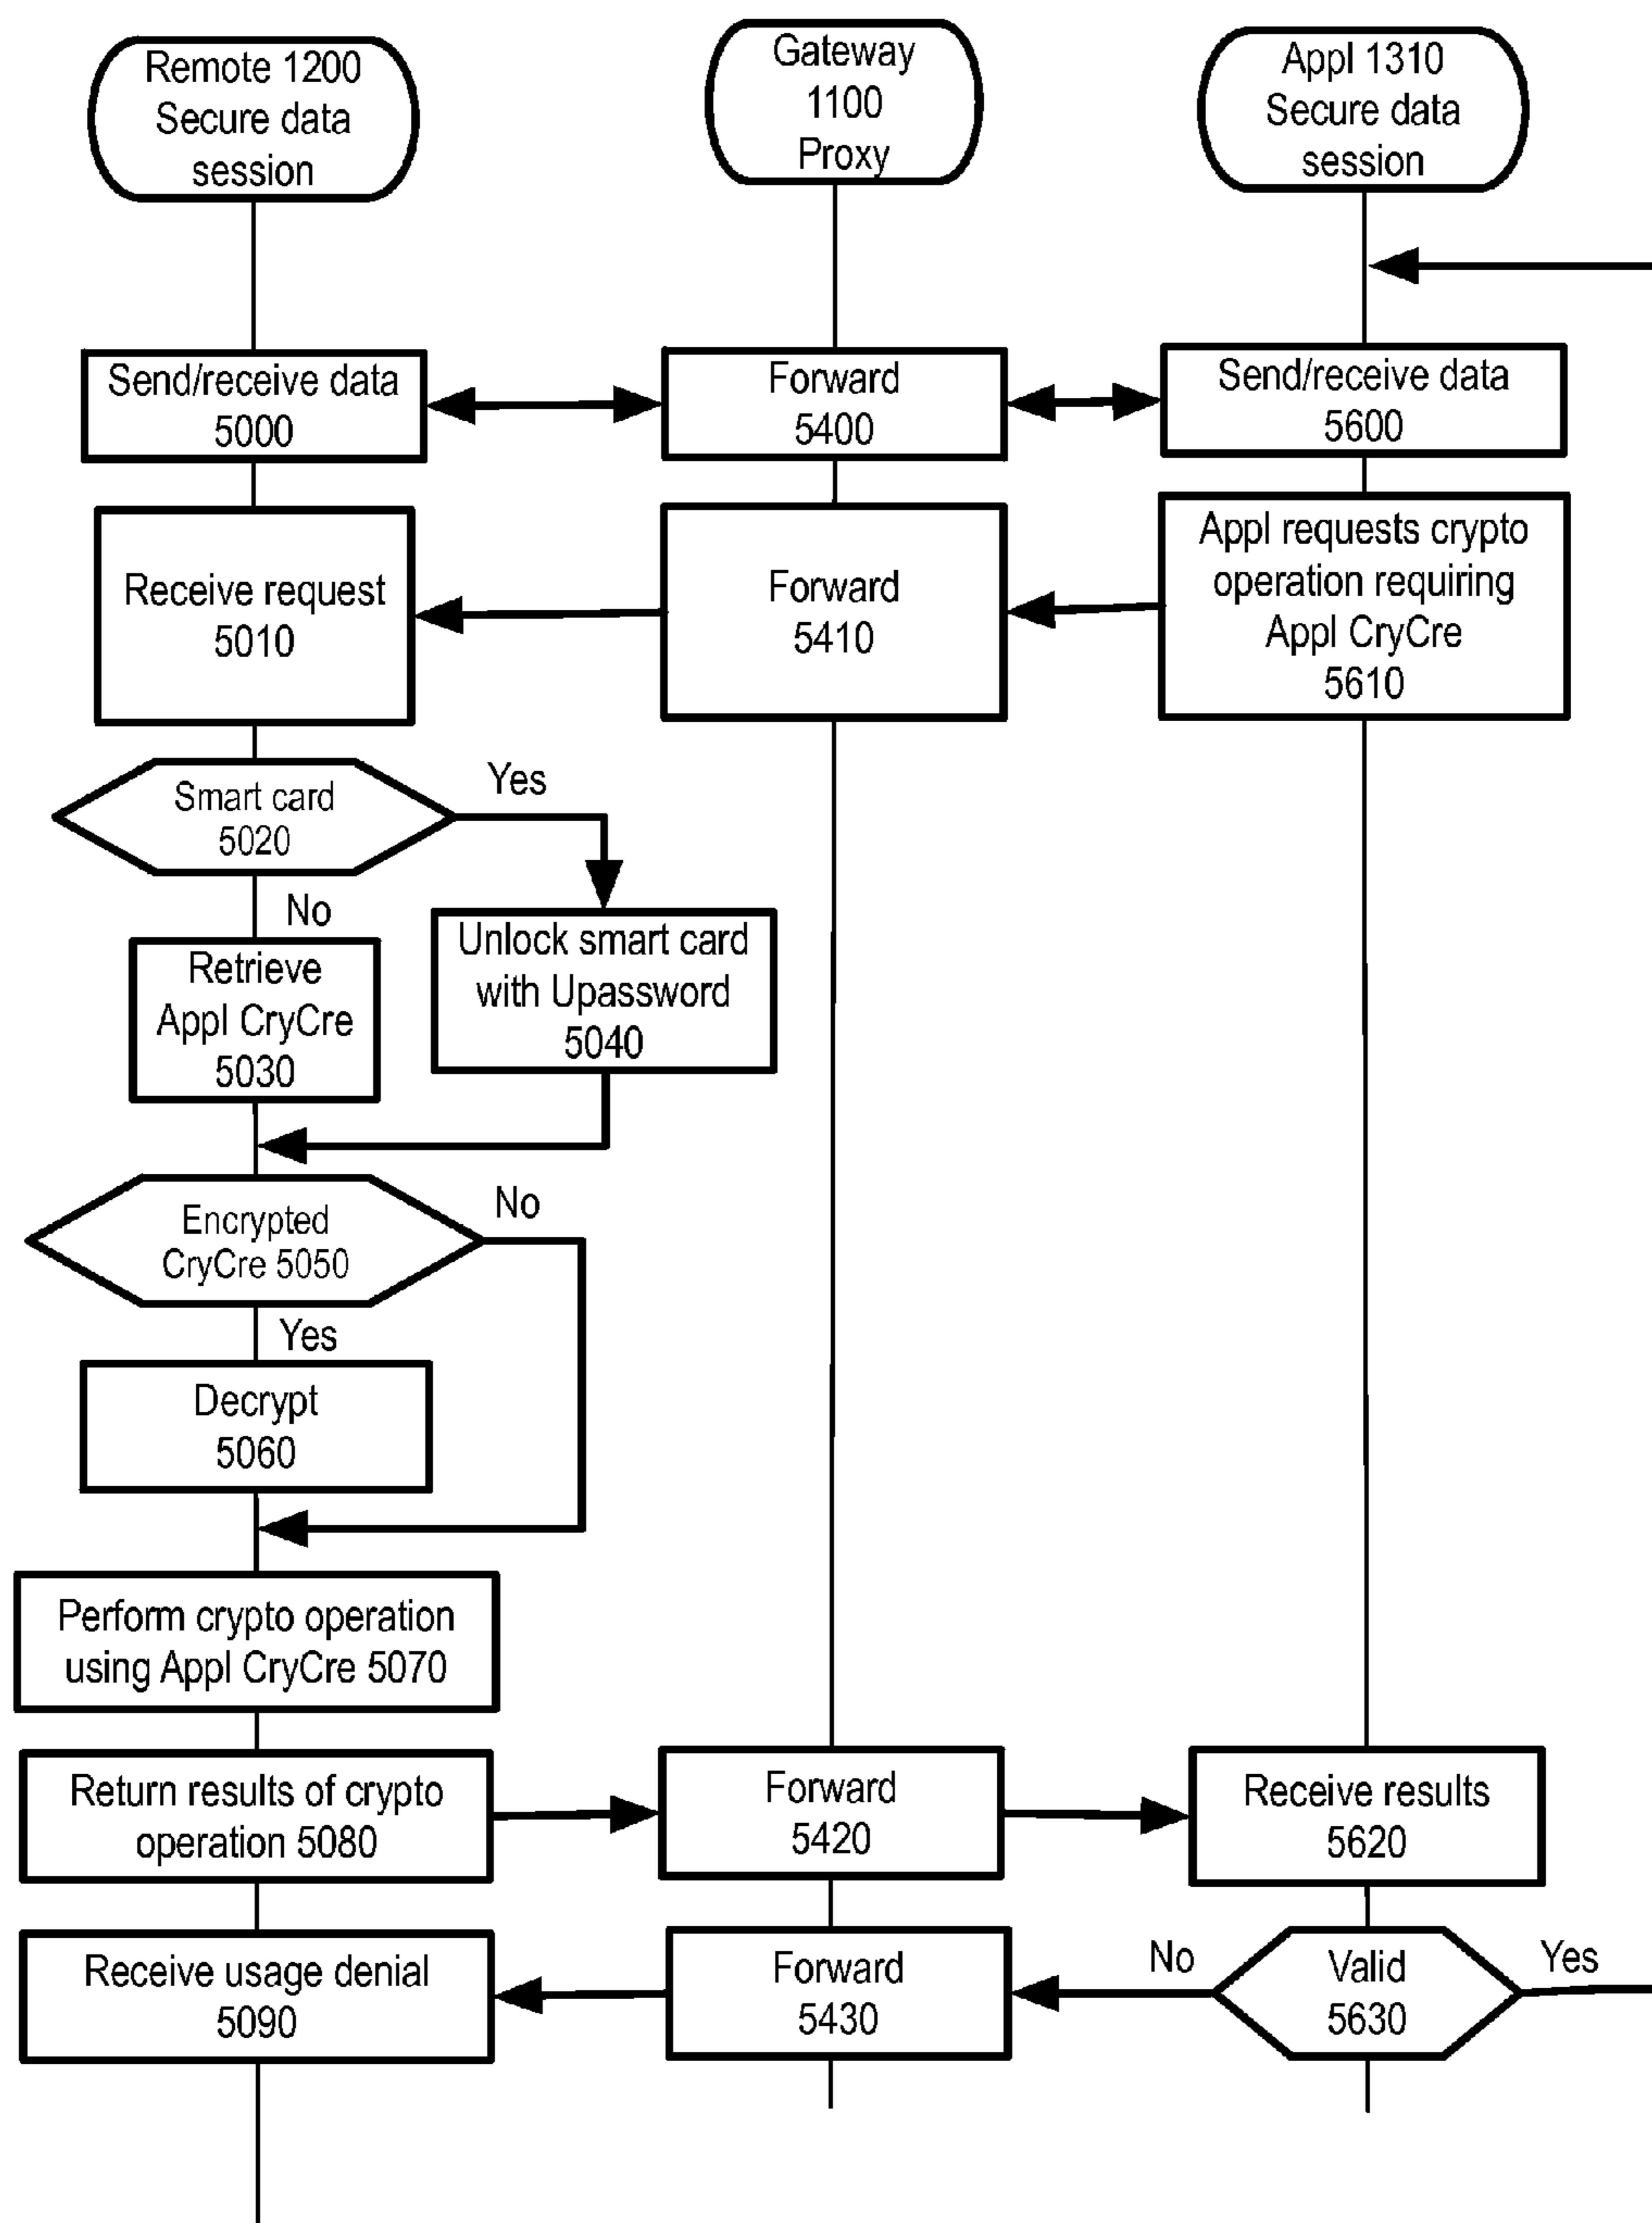 Remote 1200
Secure data
session
Gateway
1100
Proxy
Appl 1310
Secure data
session
Send/receive data
5000
Forward
5400
Send/receive data
5600
Receive request
5010
Forward
5410
Appl requests crypto
operation requiring
Appl CryCre
5610
Smart card
5020
Yes
No
Retrieve
Appl CryCre
5030
Unlock smart card
with Upassword
5040
Encrypted
CryCre 5050
No
Yes
Decrypt
5060
Perform crypto operation
using Appl CryCre 5070
Return results of crypto
operation 5080
Forward
5420
Receive results
5620
Receive usage denial
5090
Forward
5430
No
Valid
5630
Yes